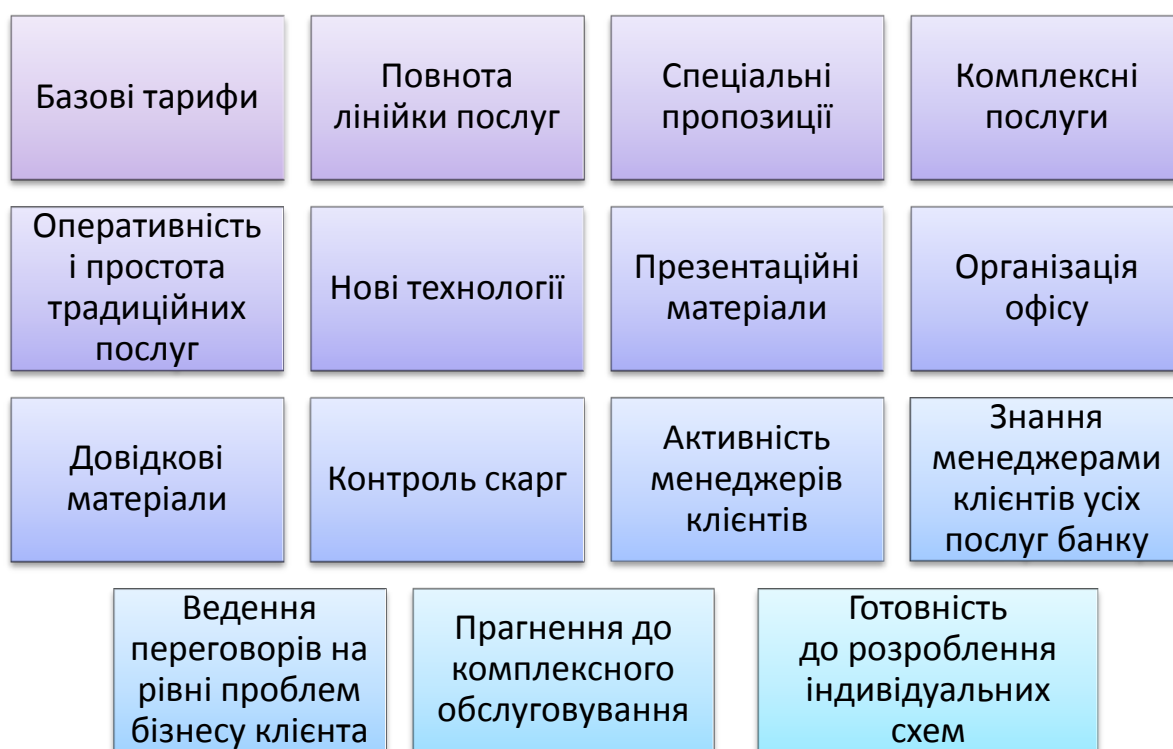 Базові тарифи
Повнота
лінійки послуг
Спеціальні
пропозиції
Комплексні
послуги
Оперативність
і простота
традиційних
послуг
Нові технології
Презентаційні
матеріали
Організація
офісу
Довідкові
матеріали
Контроль скарг
Активність
менеджерів
клієнтів
Знання
менеджерами
клієнтів усіх
послуг банку
Ведення
переговорів на
рівні проблем
бізнесу клієнта
Прагнення до
комплексного
обслуговування
Готовність
до розроблення
індивідуальних
схем